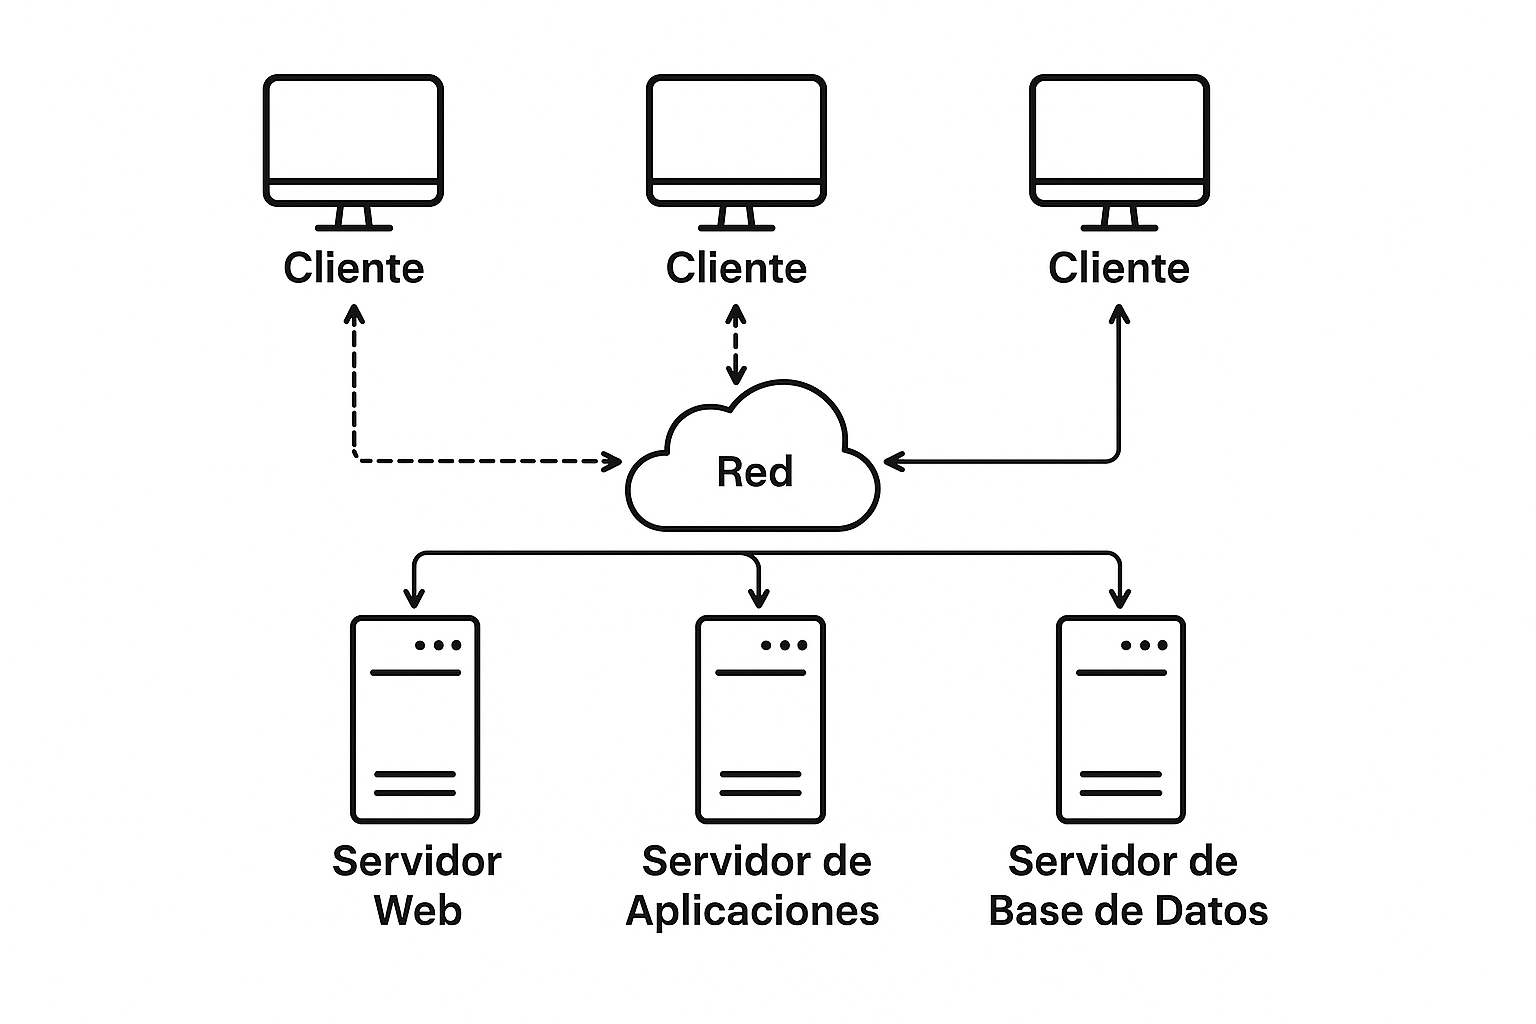 Cliente
Cliente
Cliente
Red
Servidor
Web
Servidor de
Aplicaciones
Servidor de
Base de Datos